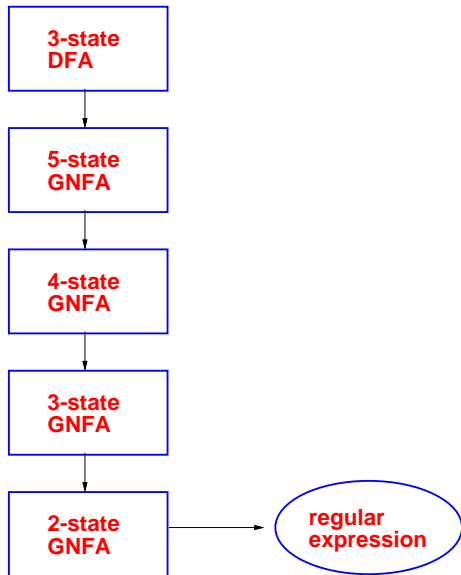 3-state
DFA
5-state
GNFA
4-state
GNFA
3-state
GNFA
2-state
GNFA
regular
expression